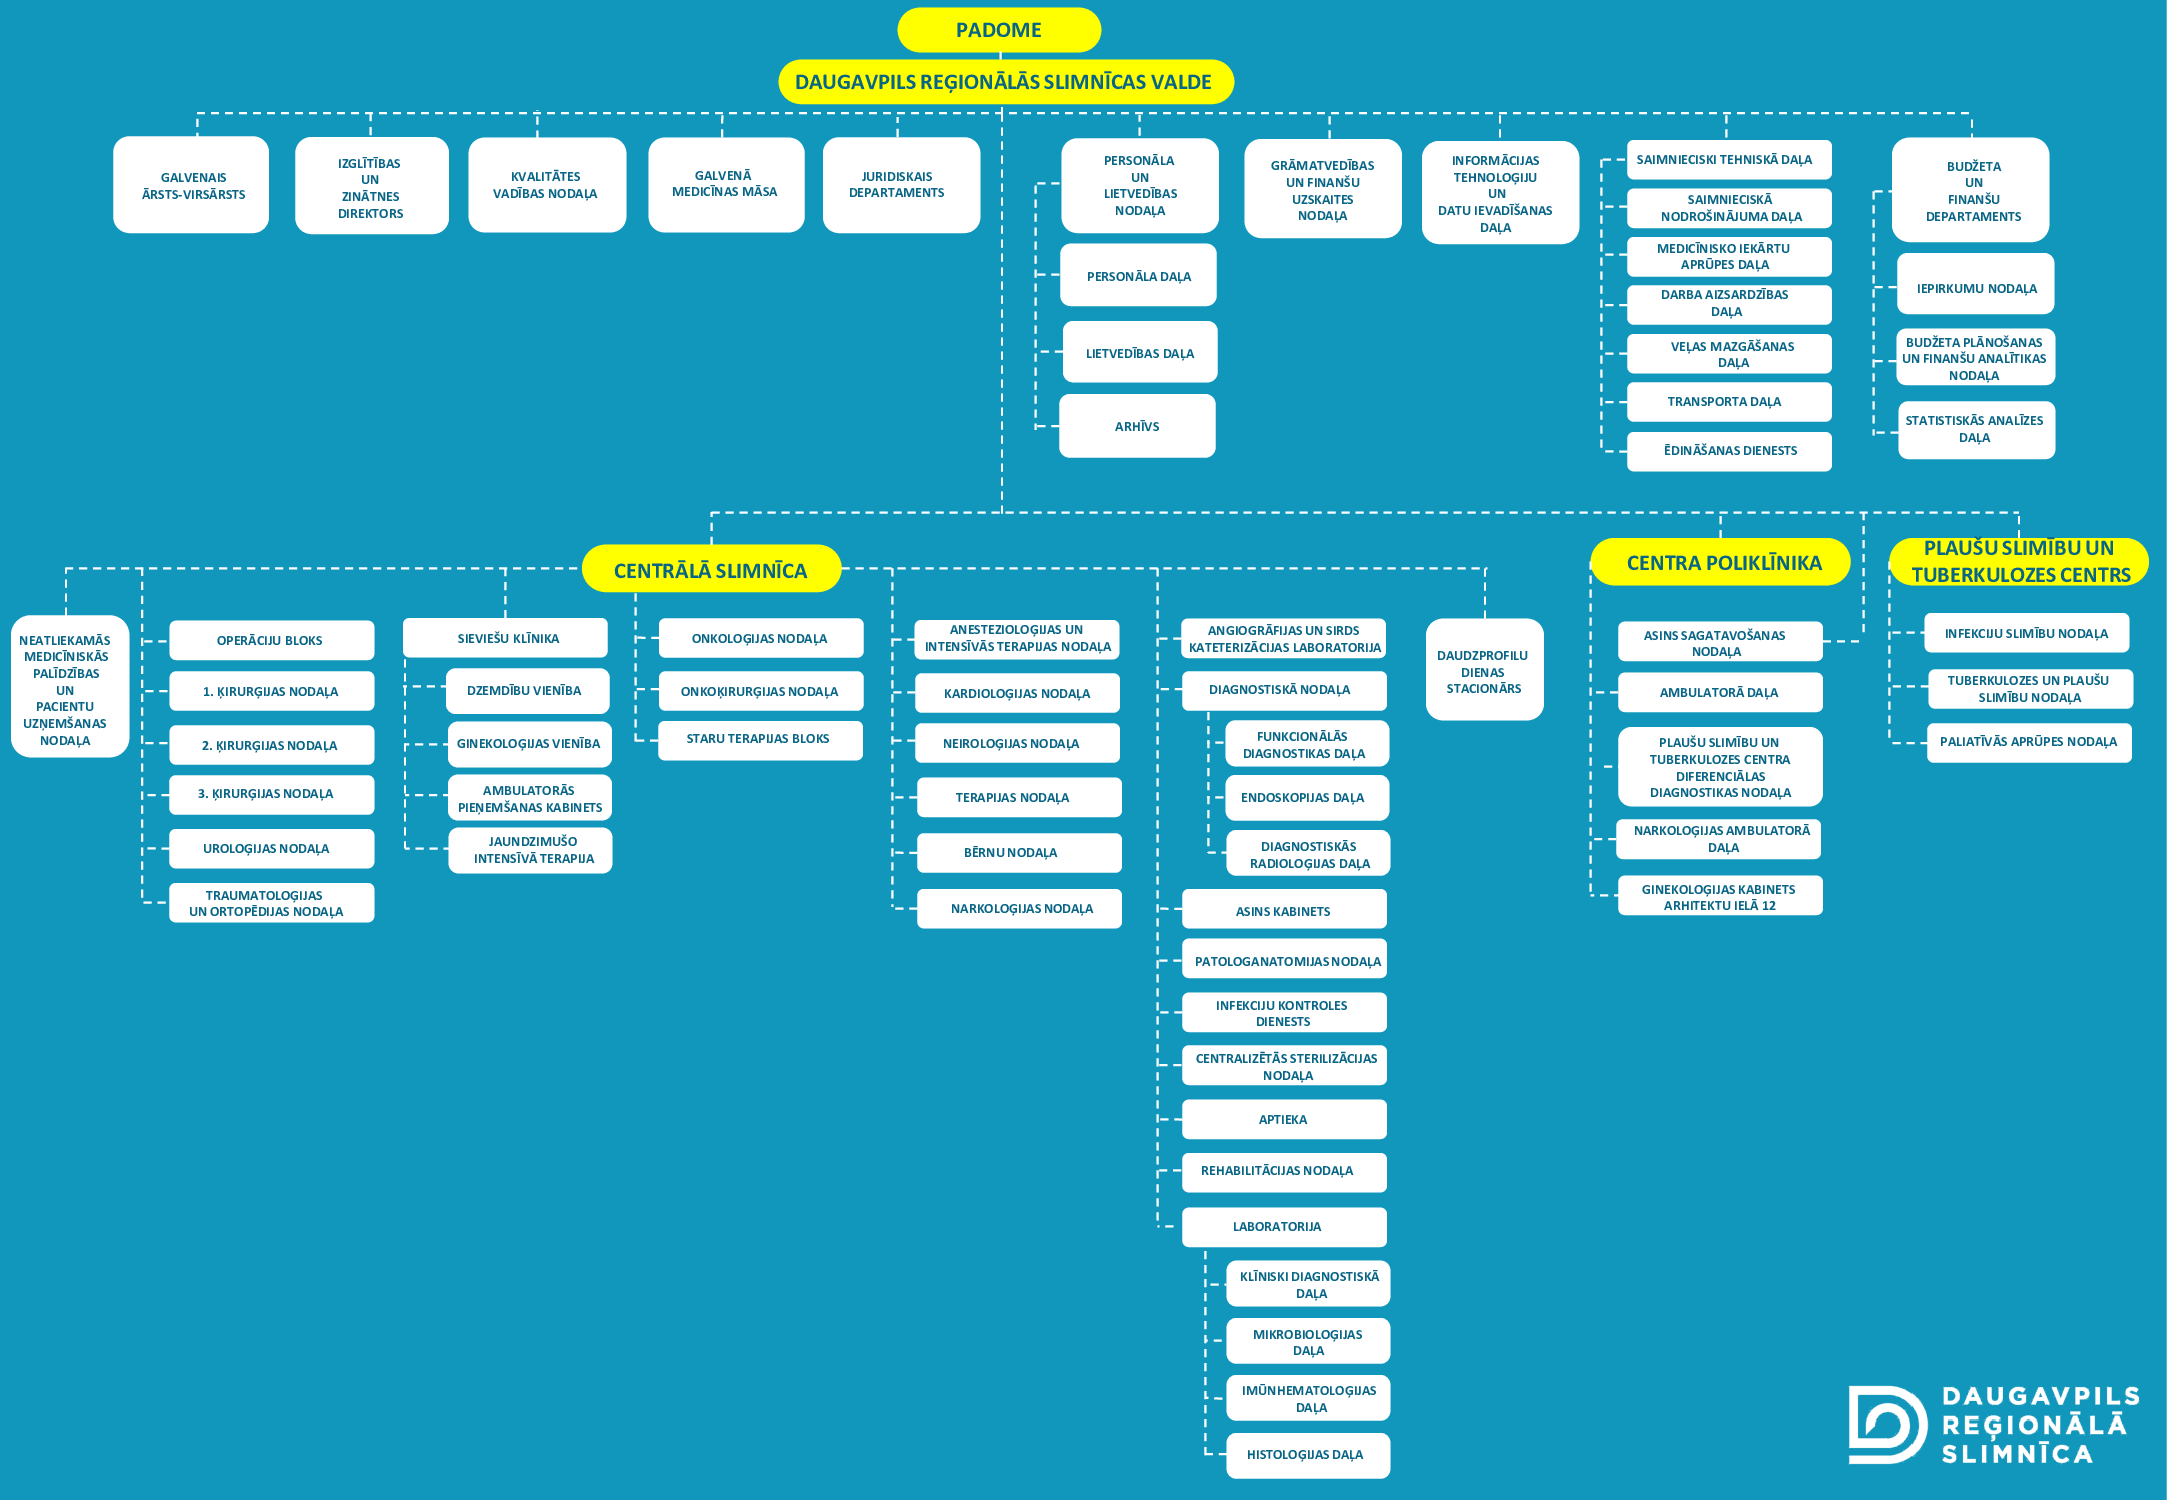 PADOME
DAUGAVPILS REĢIONĀLĀS SLIMNĪCAS VALDE
GALVENAIS
ĀRSTS-VIRSĀRSTS
IZGLĪTĪBAS
UN
ZINĀTNES
DIREKTORS
KVALITĀTES
VADĪBAS NODAĻA
GALVENĀ
MEDICĪNAS MĀSA
JURIDISKAIS
DEPARTAMENTS
PERSONĀLA
UN
LIETVEDĪBAS
NODAĻA
PERSONĀLA DAĻA
LIETVEDĪBAS DAĻA
ARHĪVS
GRĀMATVEDĪBAS
UN FINANŠU
UZSKAITES
NODAĻA
INFORMĀCIJAS
TEHNOLOĢIJU
UN
DATU IEVADĪŠANAS
DAĻA
SAIMNIECISKI TEHNISKĀ DAĻA
SAIMNIECISKĀ
NODROŠINĀJUMA DAĻA
MEDICĪNISKO IEKĀRTU
APRŪPES DAĻA
DARBA AIZSARDZĪBAS
DAĻA
VEĻAS MAZGĀŠANAS
DAĻA
TRANSPORTA DAĻA
ĒDINĀŠANAS DIENESTS
BUDŽETA
UN
FINANŠU
DEPARTAMENTS
IEPIRKUMU NODAĻA
BUDŽETA PLĀNOŠANAS
UN FINANŠU ANALĪTIKAS
NODAĻA
STATISTISKĀS ANALĪZES
DAĻA
CENTRĀLĀ SLIMNĪCA
NEATLIEKAMĀS
MEDICĪNISKĀS
PALĪDZĪBAS
UN
PACIENTU
UZŅEMŠANAS
NODAĻA
OPERĀCIJU BLOKS
1. ĶIRURĢIJAS NODAĻA
2. ĶIRURĢIJAS NODAĻA
3. ĶIRURĢIJAS NODAĻA
UROLOĢIJAS NODAĻA
TRAUMATOLOĢIJAS
UN ORTOPĒDIJAS NODAĻA
SIEVIEŠU KLĪNIKA
DZEMDĪBU VIENĪBA
GINEKOLOĢIJAS VIENĪBA
AMBULATORĀS
PIEŅEMŠANAS KABINETS
JAUNDZIMUŠO
INTENSĪVĀ TERAPIJA
ONKOLOĢIJAS NODAĻA
ONKOĶIRURĢIJAS NODAĻA
STARU TERAPIJAS BLOKS
ANESTEZIOLOĢIJAS UN
INTENSĪVĀS TERAPIJAS NODAĻA
KARDIOLOĢIJAS NODAĻA
NEIROLOĢIJAS NODAĻA
TERAPIJAS NODAĻA
BĒRNU NODAĻA
NARKOLOĢIJAS NODAĻA
ANGIOGRĀFIJAS UN SIRDS
KATETERIZĀCIJAS LABORATORIJA
DIAGNOSTISKĀ NODAĻA
FUNKCIONĀLĀS
DIAGNOSTIKAS DAĻA
ENDOSKOPIJAS DAĻA
DIAGNOSTISKĀS
RADIOLOĢIJAS DAĻA
ASINS KABINETS
PATOLOGANATOMIJAS NODAĻA
INFEKCIJU KONTROLES
DIENESTS
CENTRALIZĒTĀS STERILIZĀCIJAS
NODAĻA
APTIEKA
REHABILITĀCIJAS NODAĻA
LABORATORIJA
KLĪNISKI DIAGNOSTISKĀ
DAĻA
MIKROBIOLOĢIJAS
DAĻA
IMŪNHEMATOLOĢIJAS
DAĻA
HISTOLOĢIJAS DAĻA
DAUDZPROFILU
DIENAS
STACIONĀRS
CENTRA POLIKLĪNIKA
ASINS SAGATAVOŠANAS
NODAĻA
AMBULATORĀ DAĻA
PLAUŠU SLIMĪBU UN
TUBERKULOZES CENTRA
DIFERENCIĀLAS
DIAGNOSTIKAS NODAĻA
NARKOLOĢIJAS AMBULATORĀ
DAĻA
GINEKOLOĢIJAS KABINETS
ARHITEKTU IELĀ 12
PLAUŠU SLIMĪBU UN
TUBERKULOZES CENTRS
INFEKCIJU SLIMĪBU NODAĻA
TUBERKULOZES UN PLAUŠU
SLIMĪBU NODAĻA
PALIATĪVĀS APRŪPES NODAĻA
DAUGAVPILS
REĢIONĀLĀ
SLIMNĪCA